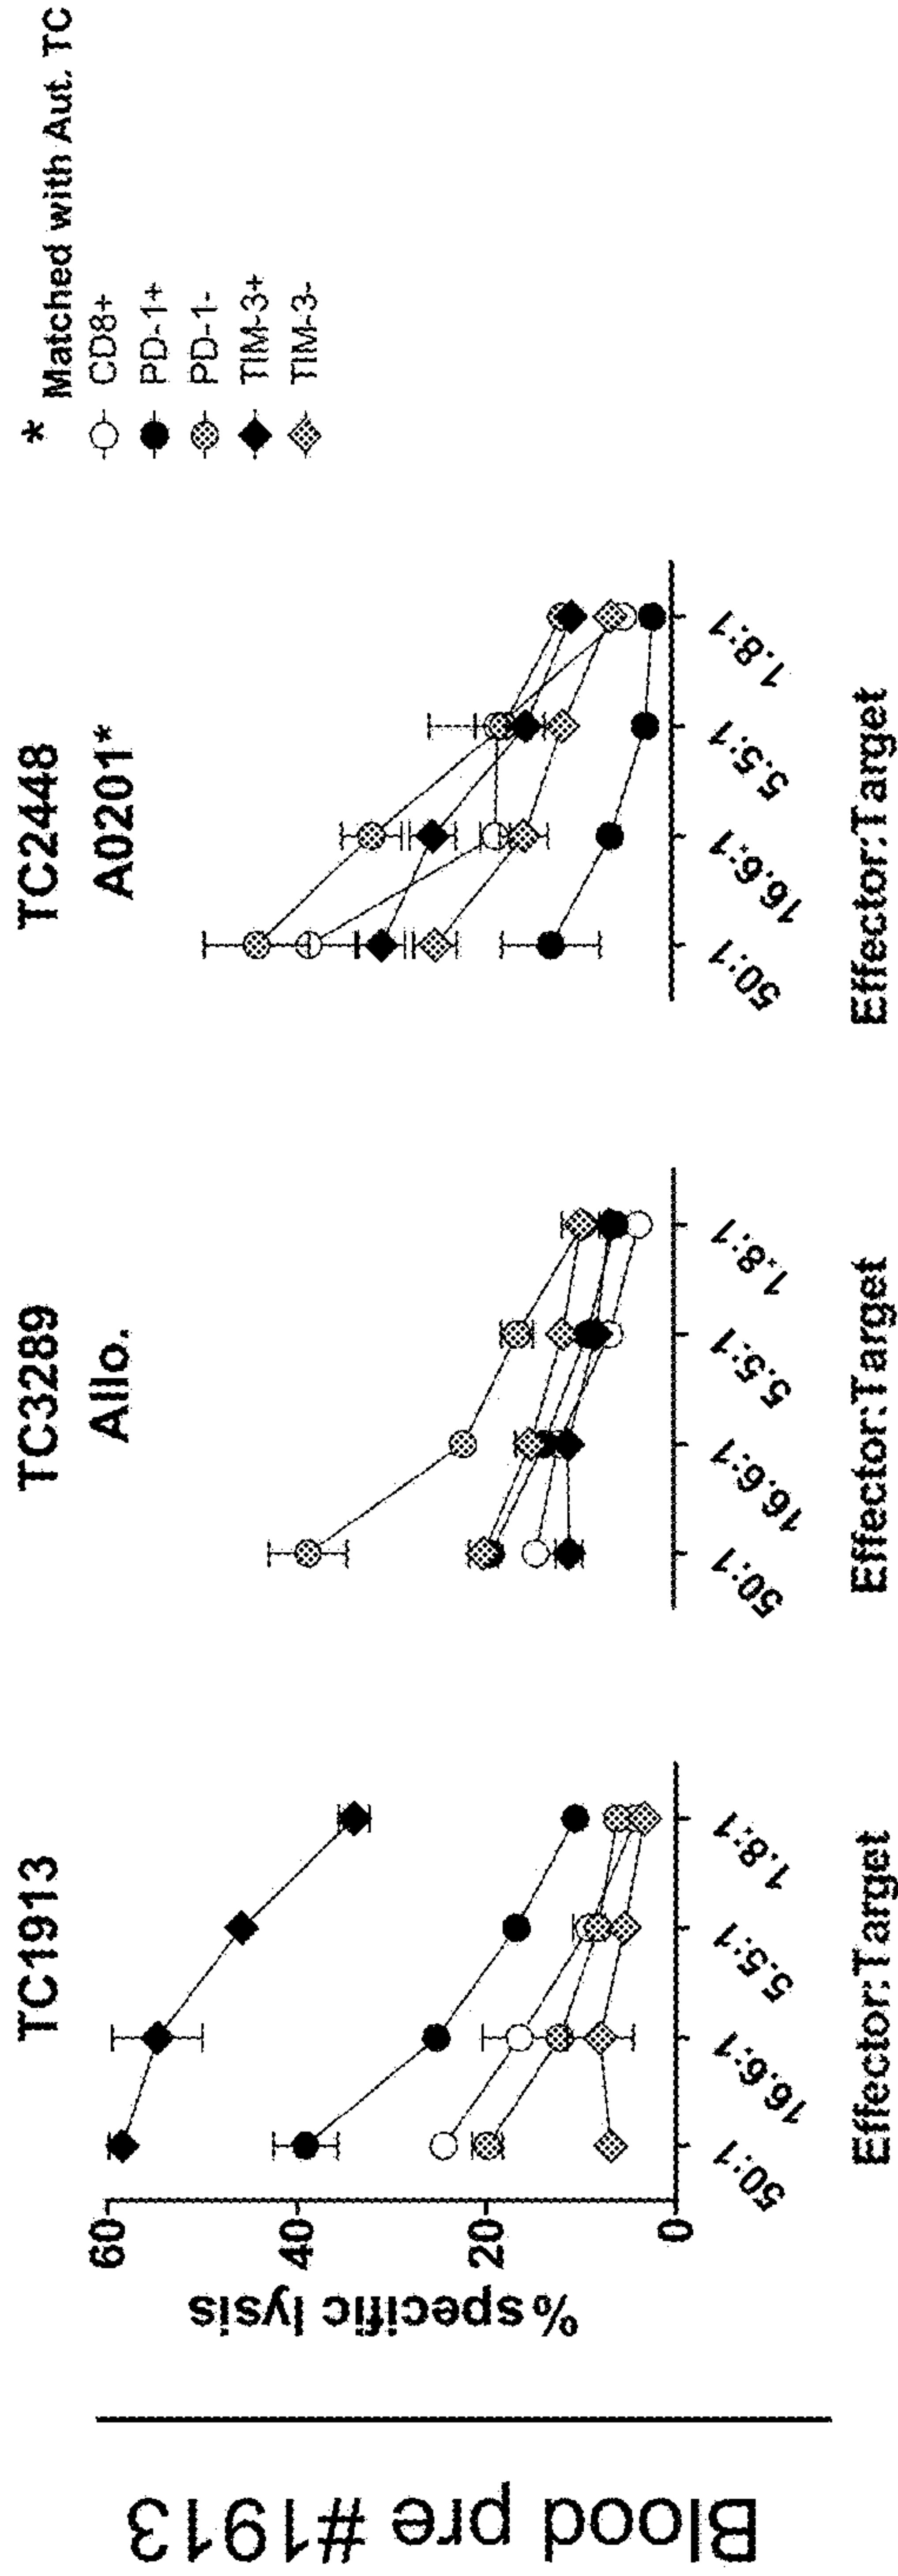 Blood pre #1913
% specific lysis
60
40
20
0
TC1913
50:1
16.6:1
5.5:1
1.8:1
Effector:Target
TC3289
Allo.
50:1
16.6:1
5.5:1
1.8:1
Effector:Target
TC2448
A0201*
50:1
16.6:1
5.5:1
1.8:1
Effector:Target
* Matched with Aut. TC
CD8+
PD-1+
PD-1-
TIM-3+
TIM-3-